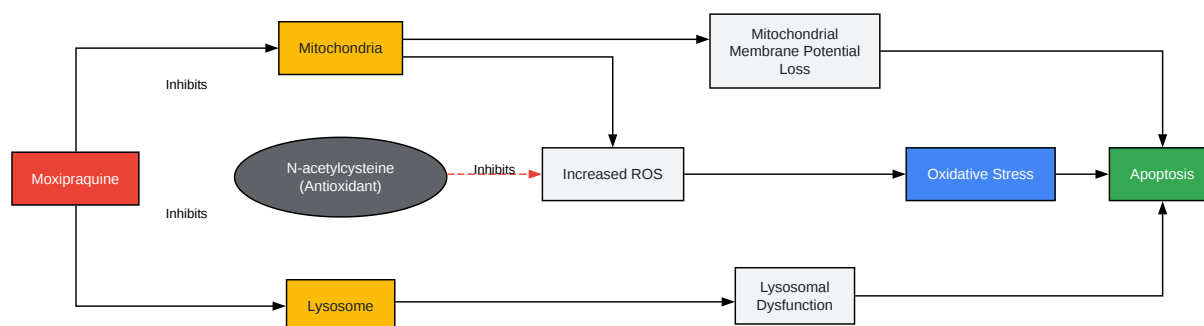 Mitochondria
Mitochondrial
Membrane Potential
Loss
Inhibits
Moxipraquine
N-acetylcysteine
(Antioxidant)
Inhibits
Increased ROS
Oxidative Stress
Apoptosis
Inhibits
Lysosome
Lysosomal
Dysfunction